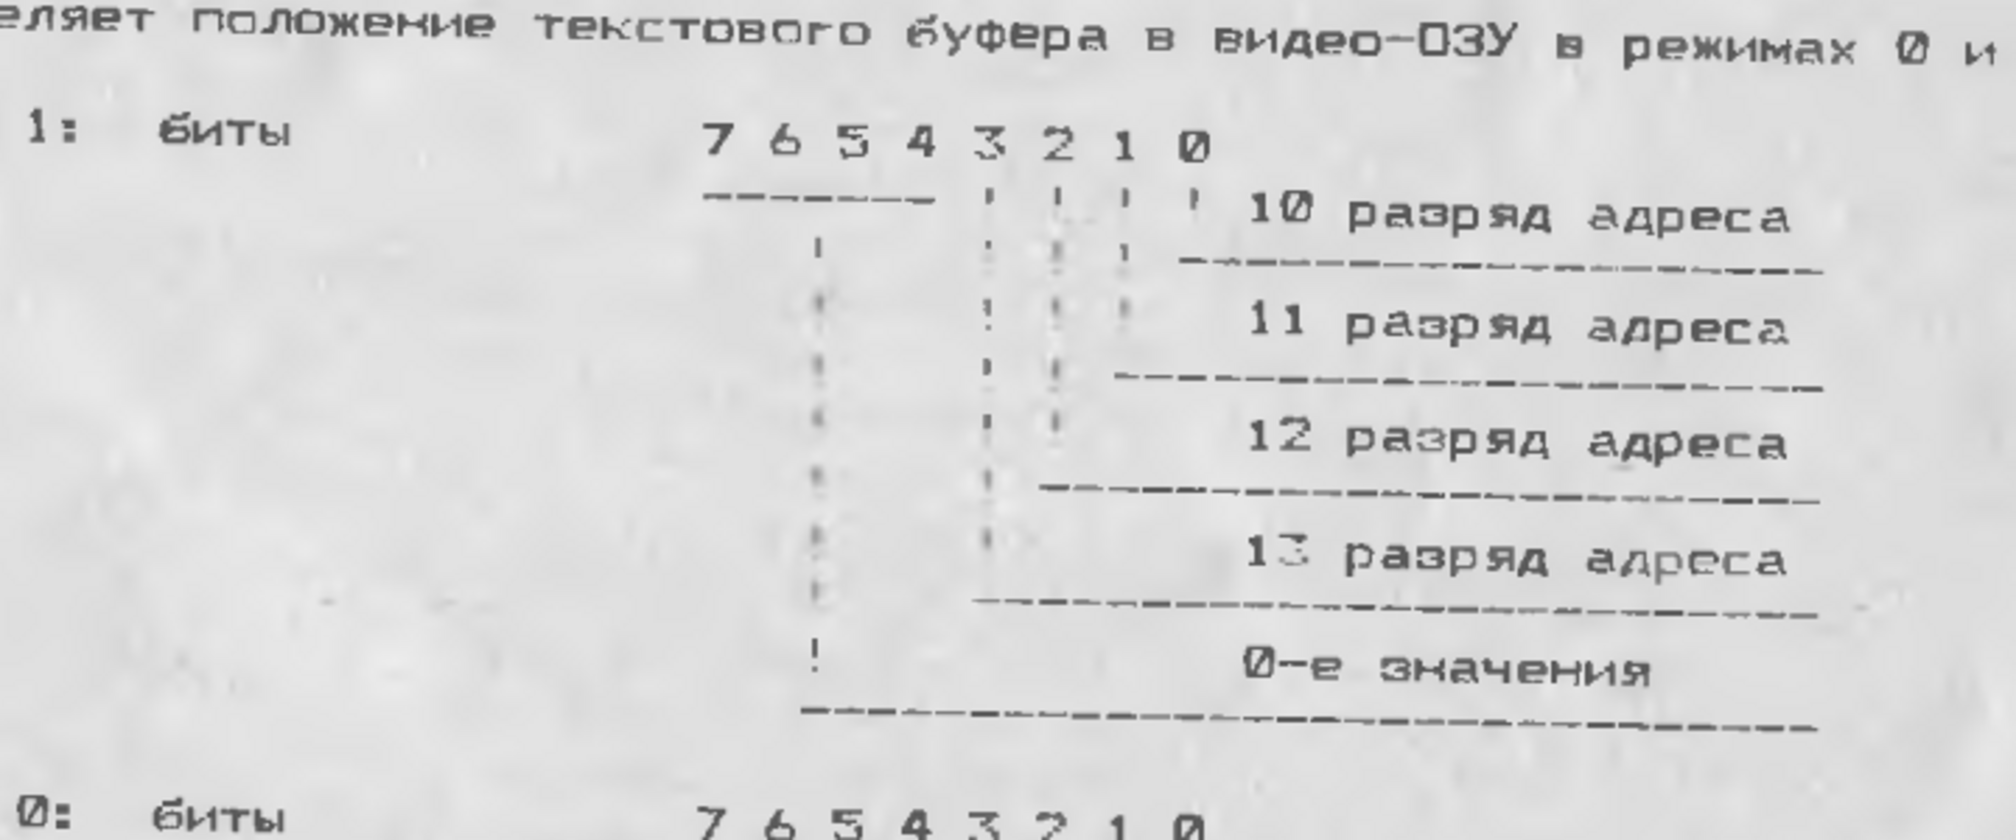 еляет положение текстового буфера в видео-ОЗУ в режимах 0 и
1: биты 7 6 5 4 3 2 1 0
10 разряд адреса
11 разряд адреса
12 разряд адреса
13 разряд адреса
0-е значения
0: биты 7 6 5 4 3 2 1 0